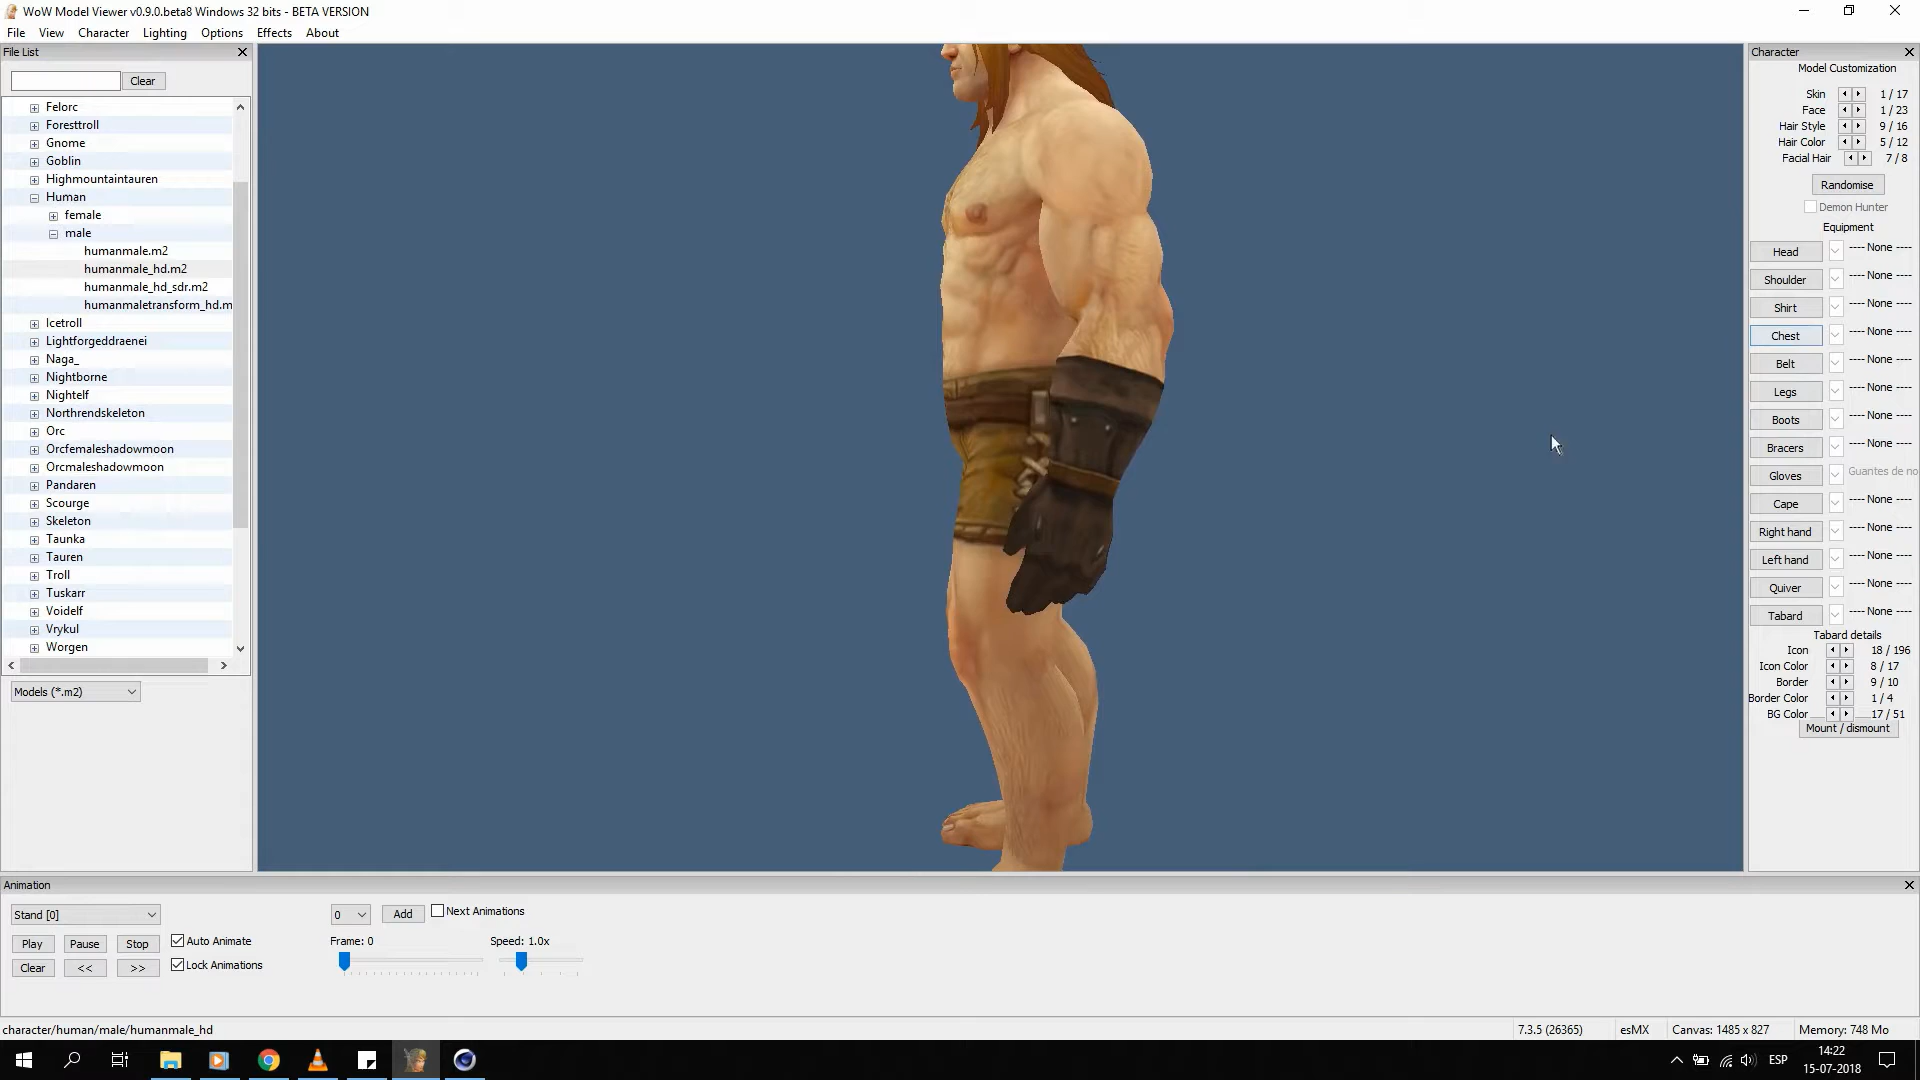 WoW Model Viewer v0.9.0.beta8 Windows 32 bits - BETA VERSION
File View Character Lighting Options Effects About
File List
Clear
Felorc
Foresttroll
Gnome
Goblin
Highmountaintauren
Human
female
male
humanmale.m2
humanmale_hd.m2
humanmale_hd_sdr.m2
humanmaletransform_hd.m
Icetroll
Lightforgeddraenei
Naga_
Nightborne
Nightelf
Northrendskeleton
Orc
Orcfemaleshadowmoon
Orcmaleshadowmoon
Pandaren
Scourge
Skeleton
Taunka
Tauren
Troll
Tuskarr
Voidelf
Vrykul
Worgen
Models (*.m2)
Character
Model Customization
Skin 1 / 17
Face 1 / 23
Hair Style 9 / 16
Hair Color 5 / 12
Facial Hair 7 / 8
Randomise
Demon Hunter
Equipment
Head ---- None ----
Shoulder ---- None ----
Shirt ---- None ----
Chest ---- None ----
Belt ---- None ----
Legs ---- None ----
Boots ---- None ----
Bracers ---- None ----
Gloves Guantes de no
Cape ---- None ----
Right hand ---- None ----
Left hand ---- None ----
Quiver ---- None ----
Tabard ---- None ----
Tabard details
Icon 18 / 196
Icon Color 8 / 17
Border 9 / 10
Border Color 1 / 4
BG Color 17 / 51
Mount / dismount
Animation
Stand [0] 0 Add Next Animations
Play Pause Stop Auto Animate Frame: 0 Speed: 1.0x
Clear << >> Lock Animations
character/human/male/humanmale_hd 7.3.5 (26365) esMX Canvas: 1485 x 827 Memory: 748 Mo
ESP 14:22
15-07-2018